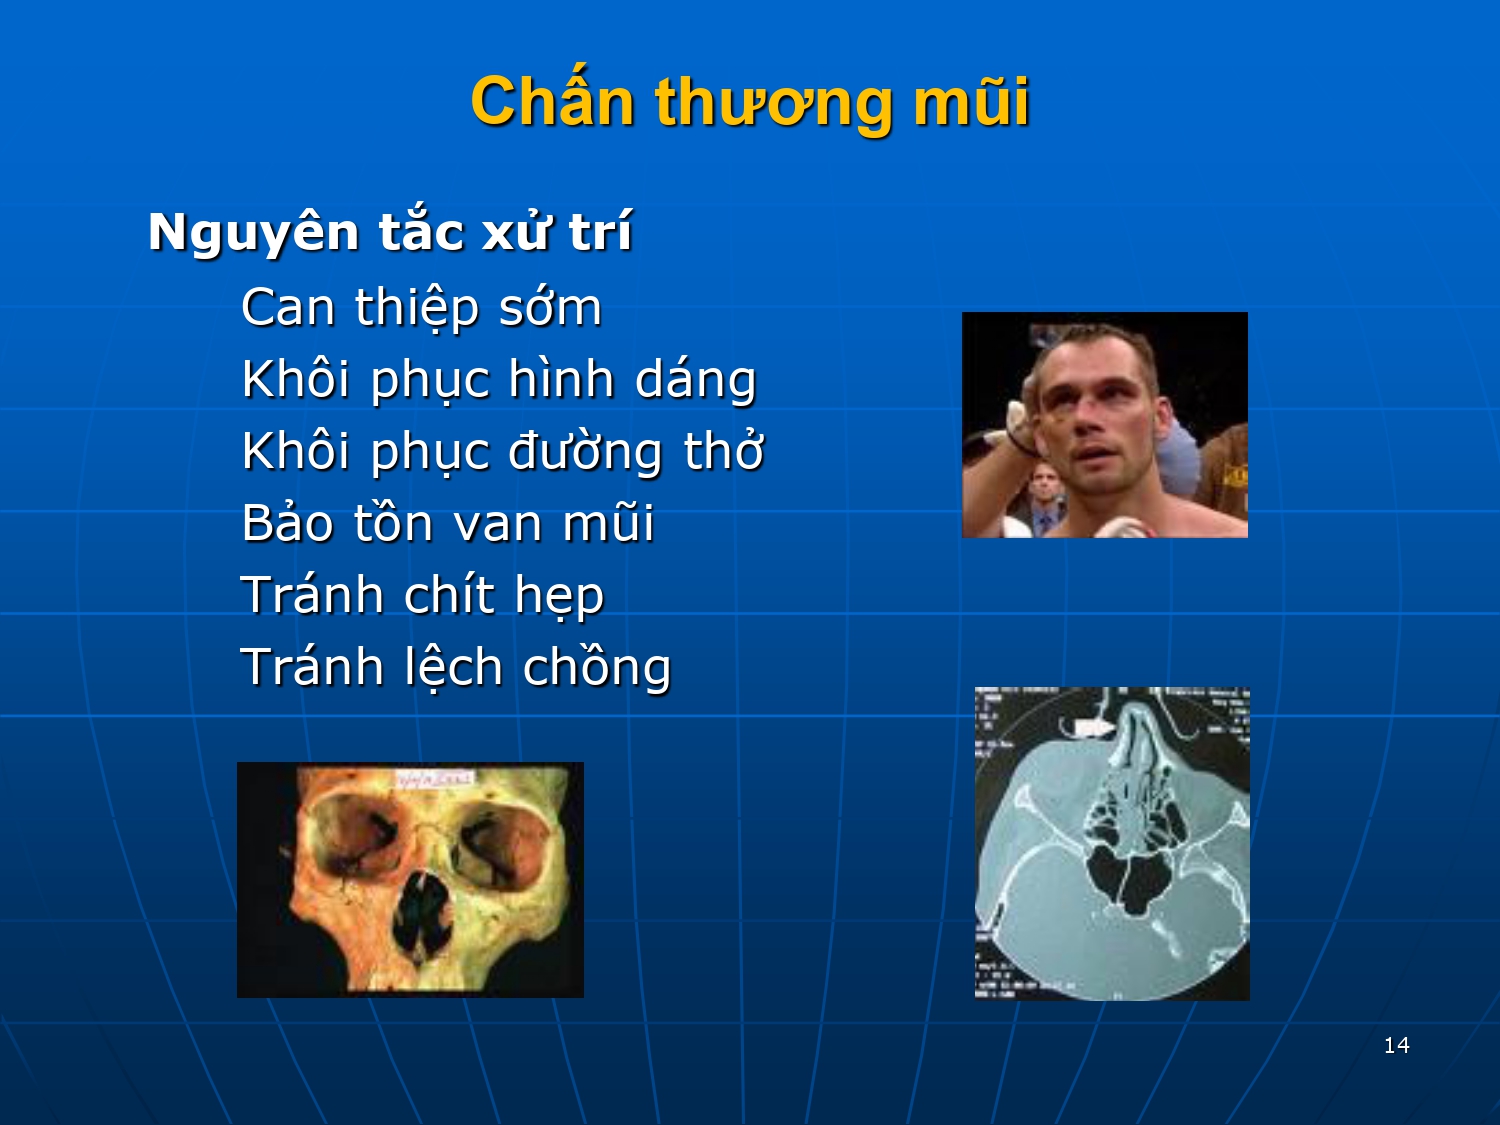 Chấn thương mũi
Nguyên tắc xử trí
Can thiệp sớm
Khôi phục hình dáng
Khôi phục đường thở
Bảo tồn van mũi
Tránh chít hẹp
Tránh lệch chồng
14